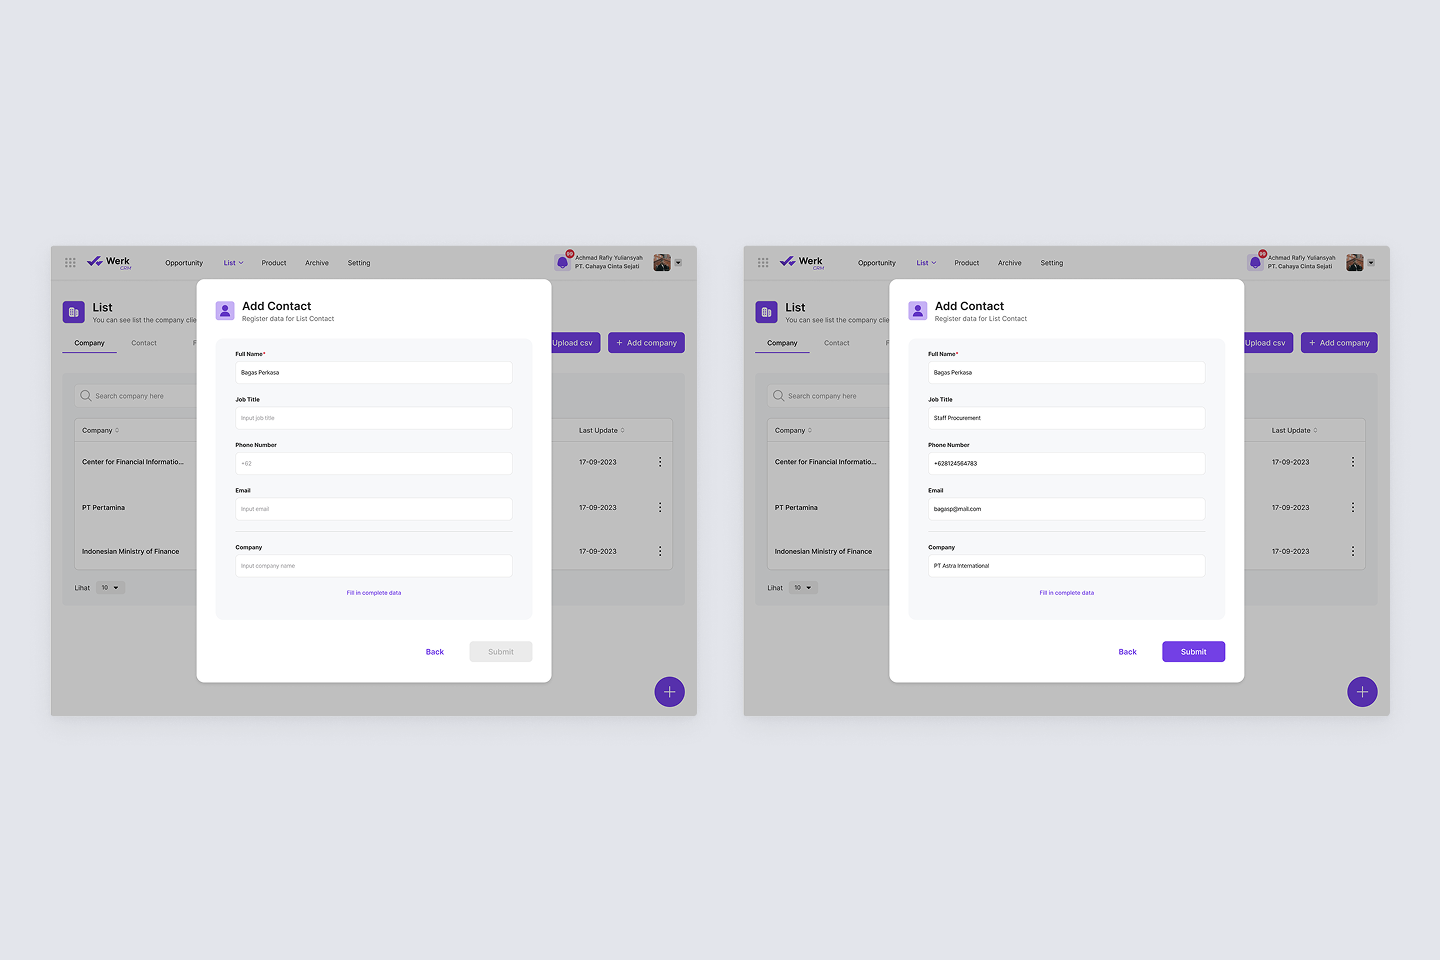 Werk
CRM
Opportunity
List
Product
Archive
Setting
99
Achmad Rafiy Yuliansyah
PT. Cahaya Cinta Sejati
List
You can see list the company clie
Company
Contact
F
Upload csv
+ Add company
Search company here
Company
Last Update
Center for Financial Informatio...
17-09-2023
PT Pertamina
17-09-2023
Indonesian Ministry of Finance
17-09-2023
Lihat
10
Add Contact
Register data for List Contact
Full Name*
Bagas Perkasa
Job Title
Input job title
Phone Number
+62
Email
Input email
Company
Input company name
Fill in complete data
Back
Submit
Werk
CRM
Opportunity
List
Product
Archive
Setting
99
Achmad Rafiy Yuliansyah
PT. Cahaya Cinta Sejati
List
You can see list the company clie
Company
Contact
F
Upload csv
+ Add company
Search company here
Company
Last Update
Center for Financial Informatio...
17-09-2023
PT Pertamina
17-09-2023
Indonesian Ministry of Finance
17-09-2023
Lihat
10
Add Contact
Register data for List Contact
Full Name*
Bagas Perkasa
Job Title
Staff Procurement
Phone Number
+628124564783
Email
bagasp@mail.com
Company
PT Astra International
Fill in complete data
Back
Submit